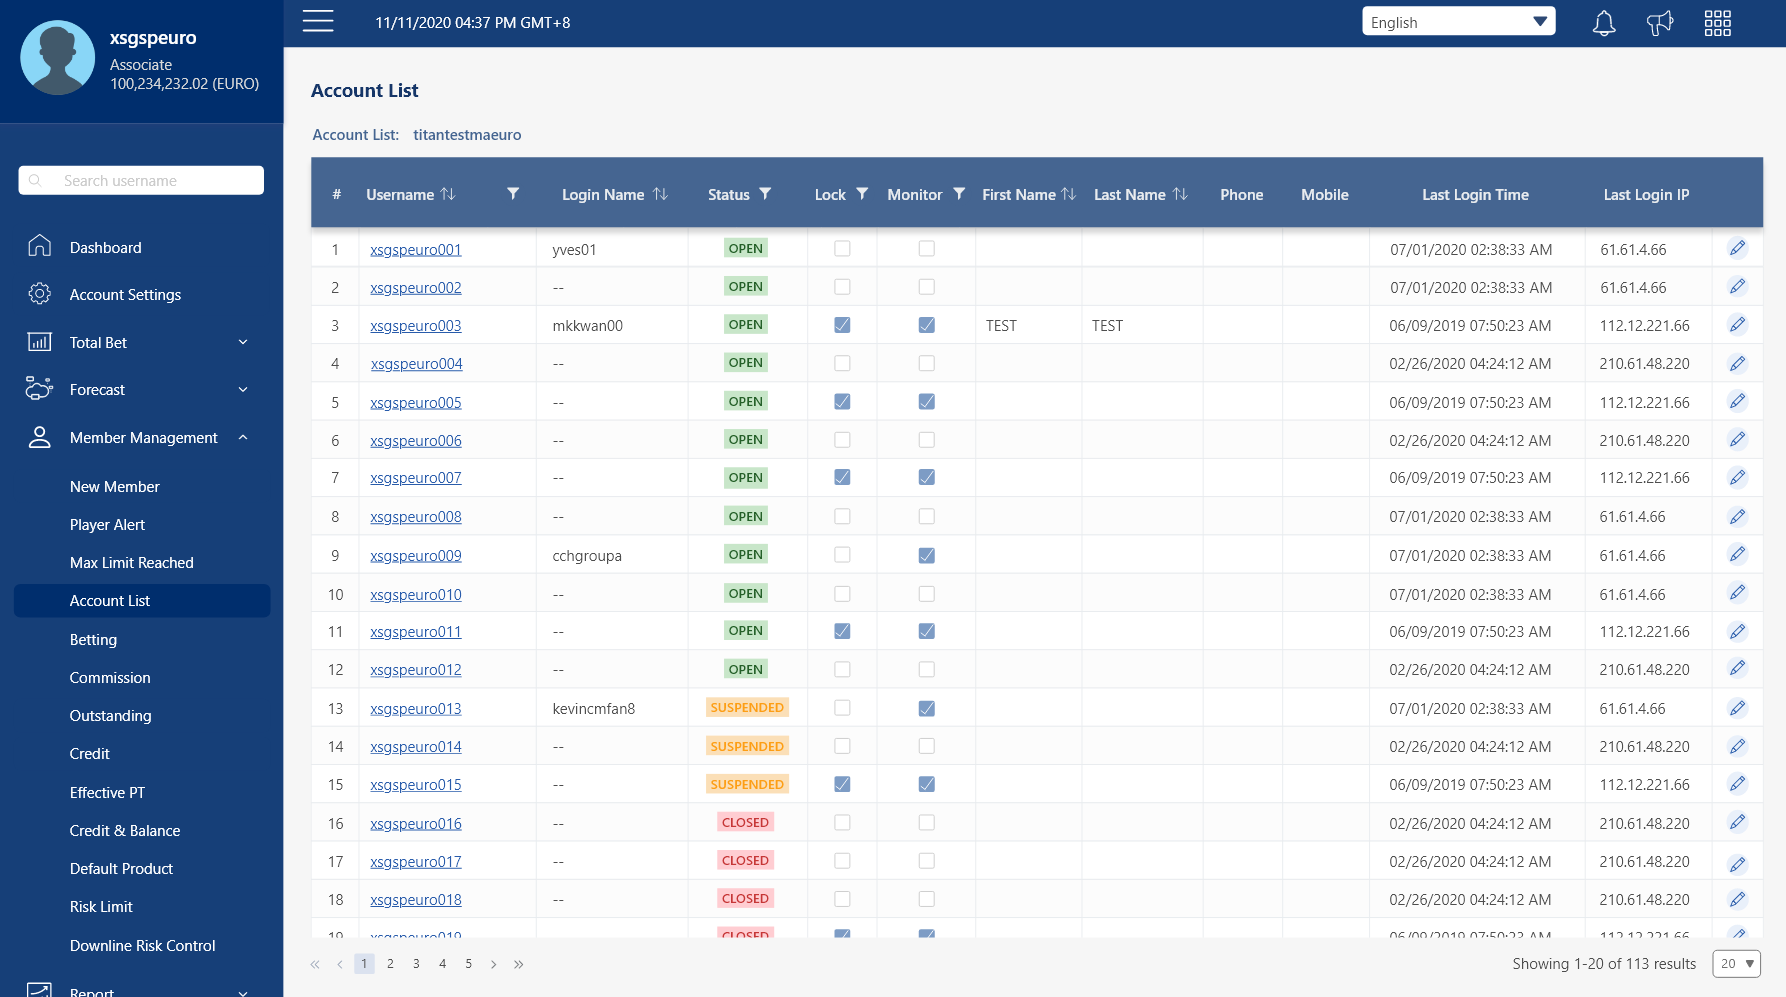 xsgspeuro
Associate
100,234,232.02 (EURO)
Search username
Dashboard
Account Settings
Total Bet
Forecast
Member Management
New Member
Player Alert
Max Limit Reached
Account List
Betting
Commission
Outstanding
Credit
Effective PT
Credit & Balance
Default Product
Risk Limit
Downline Risk Control
Report
11/11/2020 04:37 PM GMT+8
English
Account List
Account List: titantestmaeuro
# Username Login Name Status Lock Monitor First Name Last Name Phone Mobile Last Login Time Last Login IP
1 xsgspeuro001 yves01 OPEN 07/01/2020 02:38:33 AM 61.61.4.66
2 xsgspeuro002 -- OPEN 07/01/2020 02:38:33 AM 61.61.4.66
3 xsgspeuro003 mkkwan00 OPEN TEST TEST 06/09/2019 07:50:23 AM 112.12.221.66
4 xsgspeuro004 -- OPEN 02/26/2020 04:24:12 AM 210.61.48.220
5 xsgspeuro005 -- OPEN 06/09/2019 07:50:23 AM 112.12.221.66
6 xsgspeuro006 -- OPEN 02/26/2020 04:24:12 AM 210.61.48.220
7 xsgspeuro007 -- OPEN 06/09/2019 07:50:23 AM 112.12.221.66
8 xsgspeuro008 -- OPEN 07/01/2020 02:38:33 AM 61.61.4.66
9 xsgspeuro009 cchgroupa OPEN 07/01/2020 02:38:33 AM 61.61.4.66
10 xsgspeuro010 -- OPEN 07/01/2020 02:38:33 AM 61.61.4.66
11 xsgspeuro011 -- OPEN 06/09/2019 07:50:23 AM 112.12.221.66
12 xsgspeuro012 -- OPEN 02/26/2020 04:24:12 AM 210.61.48.220
13 xsgspeuro013 kevincmfan8 SUSPENDED 07/01/2020 02:38:33 AM 61.61.4.66
14 xsgspeuro014 -- SUSPENDED 02/26/2020 04:24:12 AM 210.61.48.220
15 xsgspeuro015 -- SUSPENDED 06/09/2019 07:50:23 AM 112.12.221.66
16 xsgspeuro016 -- CLOSED 02/26/2020 04:24:12 AM 210.61.48.220
17 xsgspeuro017 -- CLOSED 02/26/2020 04:24:12 AM 210.61.48.220
18 xsgspeuro018 -- CLOSED 02/26/2020 04:24:12 AM 210.61.48.220
19 xsgspeuro019 CLOSED 06/09/2019 07:50:23 AM 112.12.221.66
« < 1 2 3 4 5 > »
Showing 1-20 of 113 results
20